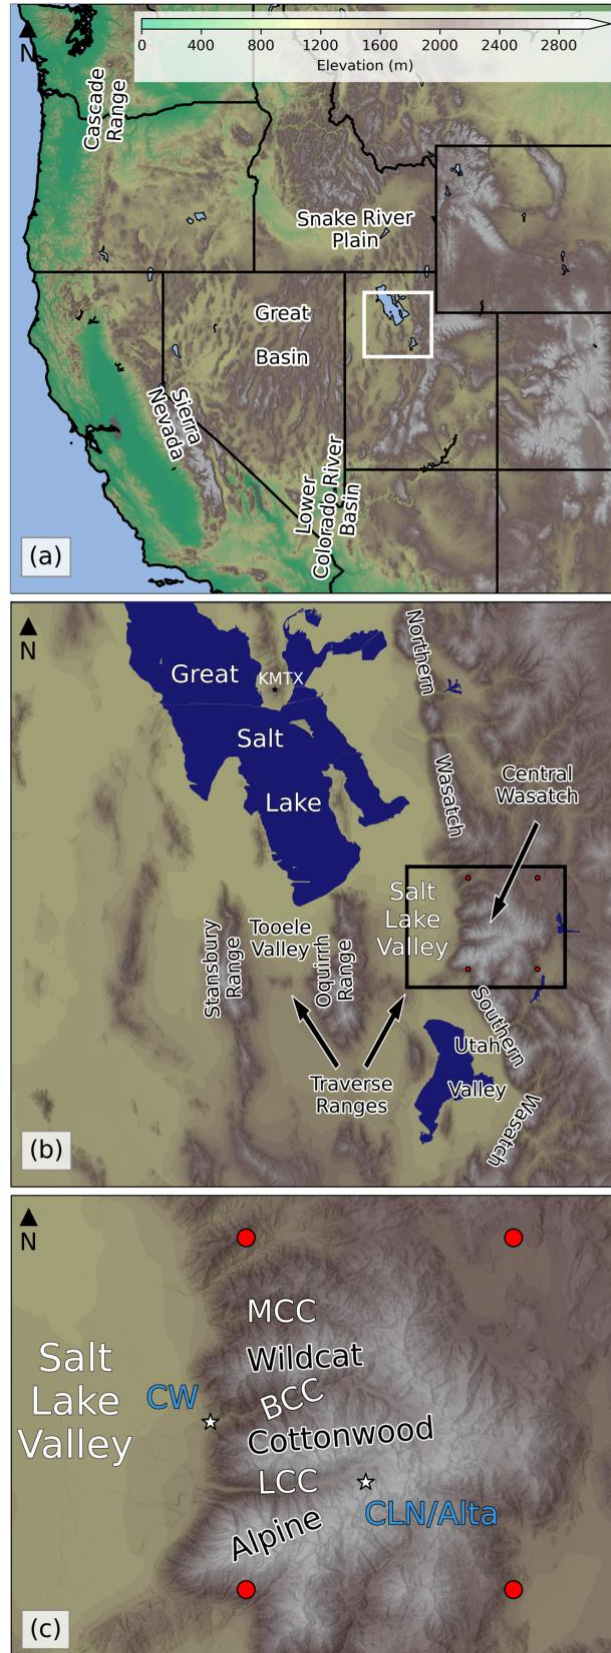 N
0 400 800 1200 1600 2000 2400 2800
Elevation (m)
Cascade
Range
Snake River
Plain
Great
Basin
Sierra
Nevada
Lower
Colorado River
Basin
(a)
N
Northern
Great
KMTX
Salt
Wasatch
Central
Wasatch
Lake
Salt
Lake
Valley
Tooele
Valley
Stansbury
Range
Oquirrh
Range
Southern
Utah
Traverse
Ranges
Valley
Wasatch
(b)
N
MCC
Salt
Lake
Valley
Wildcat
CW
BCC
Cottonwood
LCC
CLN/Alta
Alpine
(c)